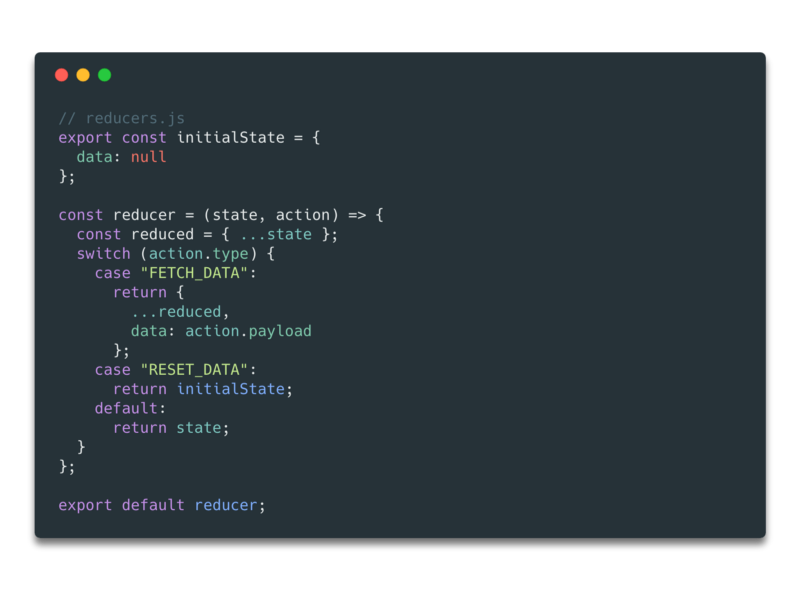 // reducers.js
export const initialState = {
  data: null
};

const reducer = (state, action) => {
  const reduced = { ...state };
  switch (action.type) {
    case "FETCH_DATA":
      return {
        ...reduced,
        data: action.payload
      };
    case "RESET_DATA":
      return initialState;
    default:
      return state;
  }
};

export default reducer;